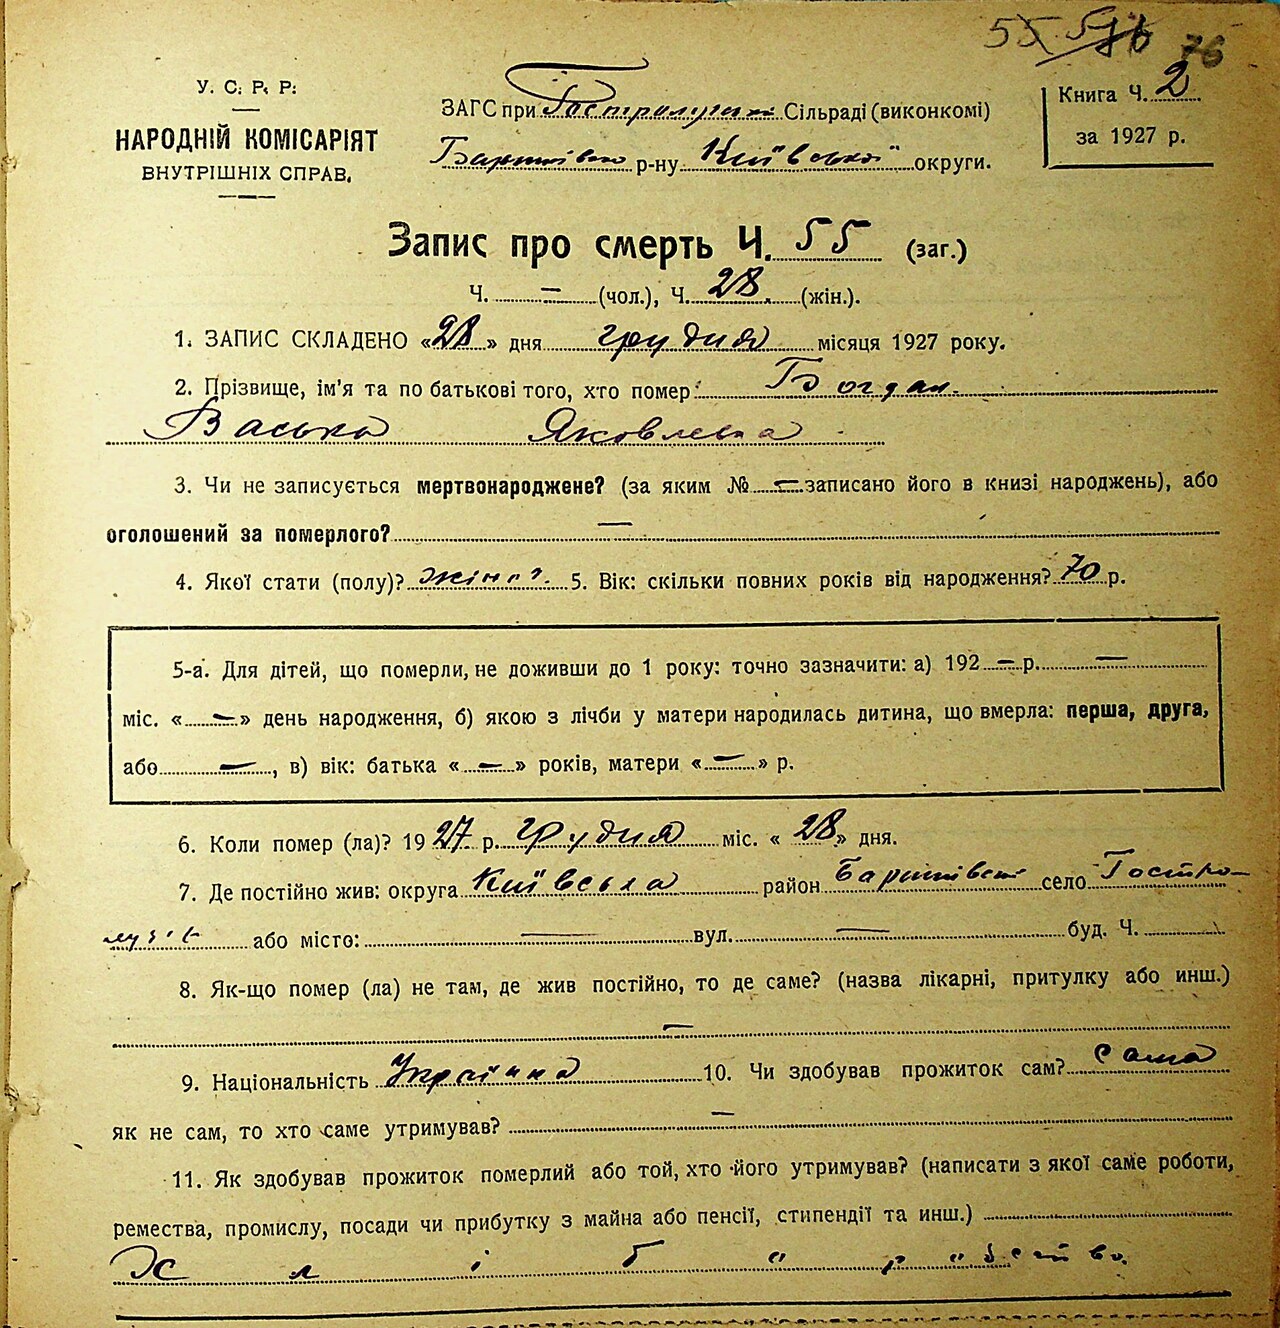 55 76
У. С. Р. Р.
НАРОДНІЙ КОМІСАРІЯТ
ВНУТРІШНІХ СПРАВ.
ЗАГС при Сільраді (виконкомі)
р-ну Київської округи.
Книга Ч. 2
за 1927 р.
Запис про смерть Ч. 55 (заг.)
Ч. — (чол.), Ч. 28. (жін.).
1. ЗАПИС СКЛАДЕНО «28» дня грудня місяця 1927 року.
2. Прізвище, ім'я та по батькові того, хто помер: Богдан
Васька Яковлевна
3. Чи не записується мертвонароджене? (за яким № — записано його в книзі народжень), або
оголошений за померлого? —
4. Якої стати (полу)? 5. Вік: скільки повних років від народження? 70 р.
5-а. Для дітей, що померли, не доживши до 1 року: точно зазначити: а) 192 — р. —
міс. « — » день народження, б) якою з лічби у матери народилась дитина, що вмерла: перша, друга,
або —, в) вік: батька « — » років, матери « — » р.
6. Коли помер (ла)? 1927 р. грудня міс. « 28 » дня.
7. Де постійно жив: округа Київська район село Гостро-
лузі або місто: — вул. — буд. Ч.
8. Як-що помер (ла) не там, де жив постійно, то де саме? (назва лікарні, притулку або инш.)
—
9. Національність 10. Чи здобував прожиток сам? сама
як не сам, то хто саме утримував? —
11. Як здобував прожиток померлий або той, хто його утримував? (написати з якої саме роботи,
ремества, промислу, посади чи прибутку з майна або пенсії, стипендії та инш.)